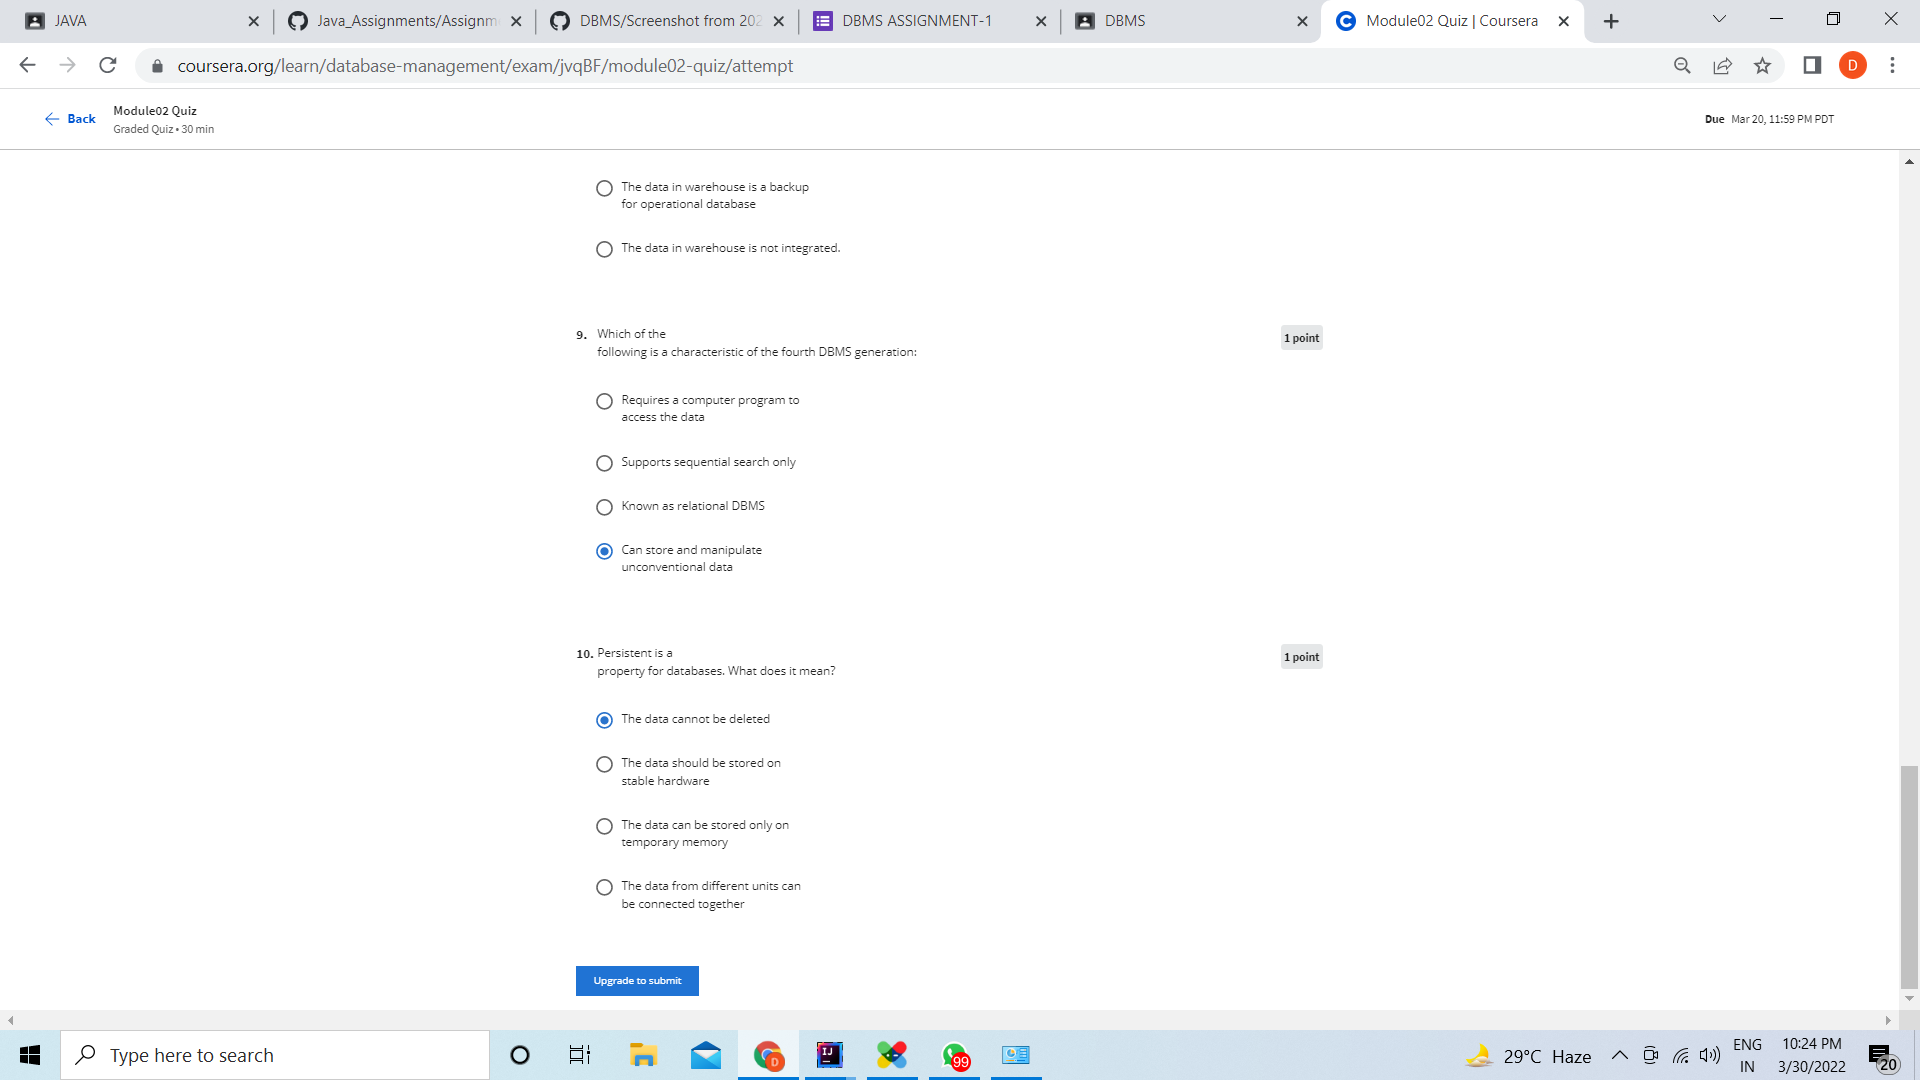 JAVA
Java_Assignments/Assignm
DBMS/Screenshot from 202
DBMS ASSIGNMENT-1
DBMS
Module02 Quiz | Coursera
coursera.org/learn/database-management/exam/jvqBF/module02-quiz/attempt
D
Back
Module02 Quiz
Graded Quiz • 30 min
Due Mar 20, 11:59 PM PDT
The data in warehouse is a backup
for operational database
The data in warehouse is not integrated.
9. Which of the
following is a characteristic of the fourth DBMS generation:
1 point
Requires a computer program to
access the data
Supports sequential search only
Known as relational DBMS
Can store and manipulate
unconventional data
10. Persistent is a
property for databases. What does it mean?
1 point
The data cannot be deleted
The data should be stored on
stable hardware
The data can be stored only on
temporary memory
The data from different units can
be connected together
Upgrade to submit
Type here to search
D
IJ
99
29°C Haze
ENG
IN
10:24 PM
3/30/2022
20